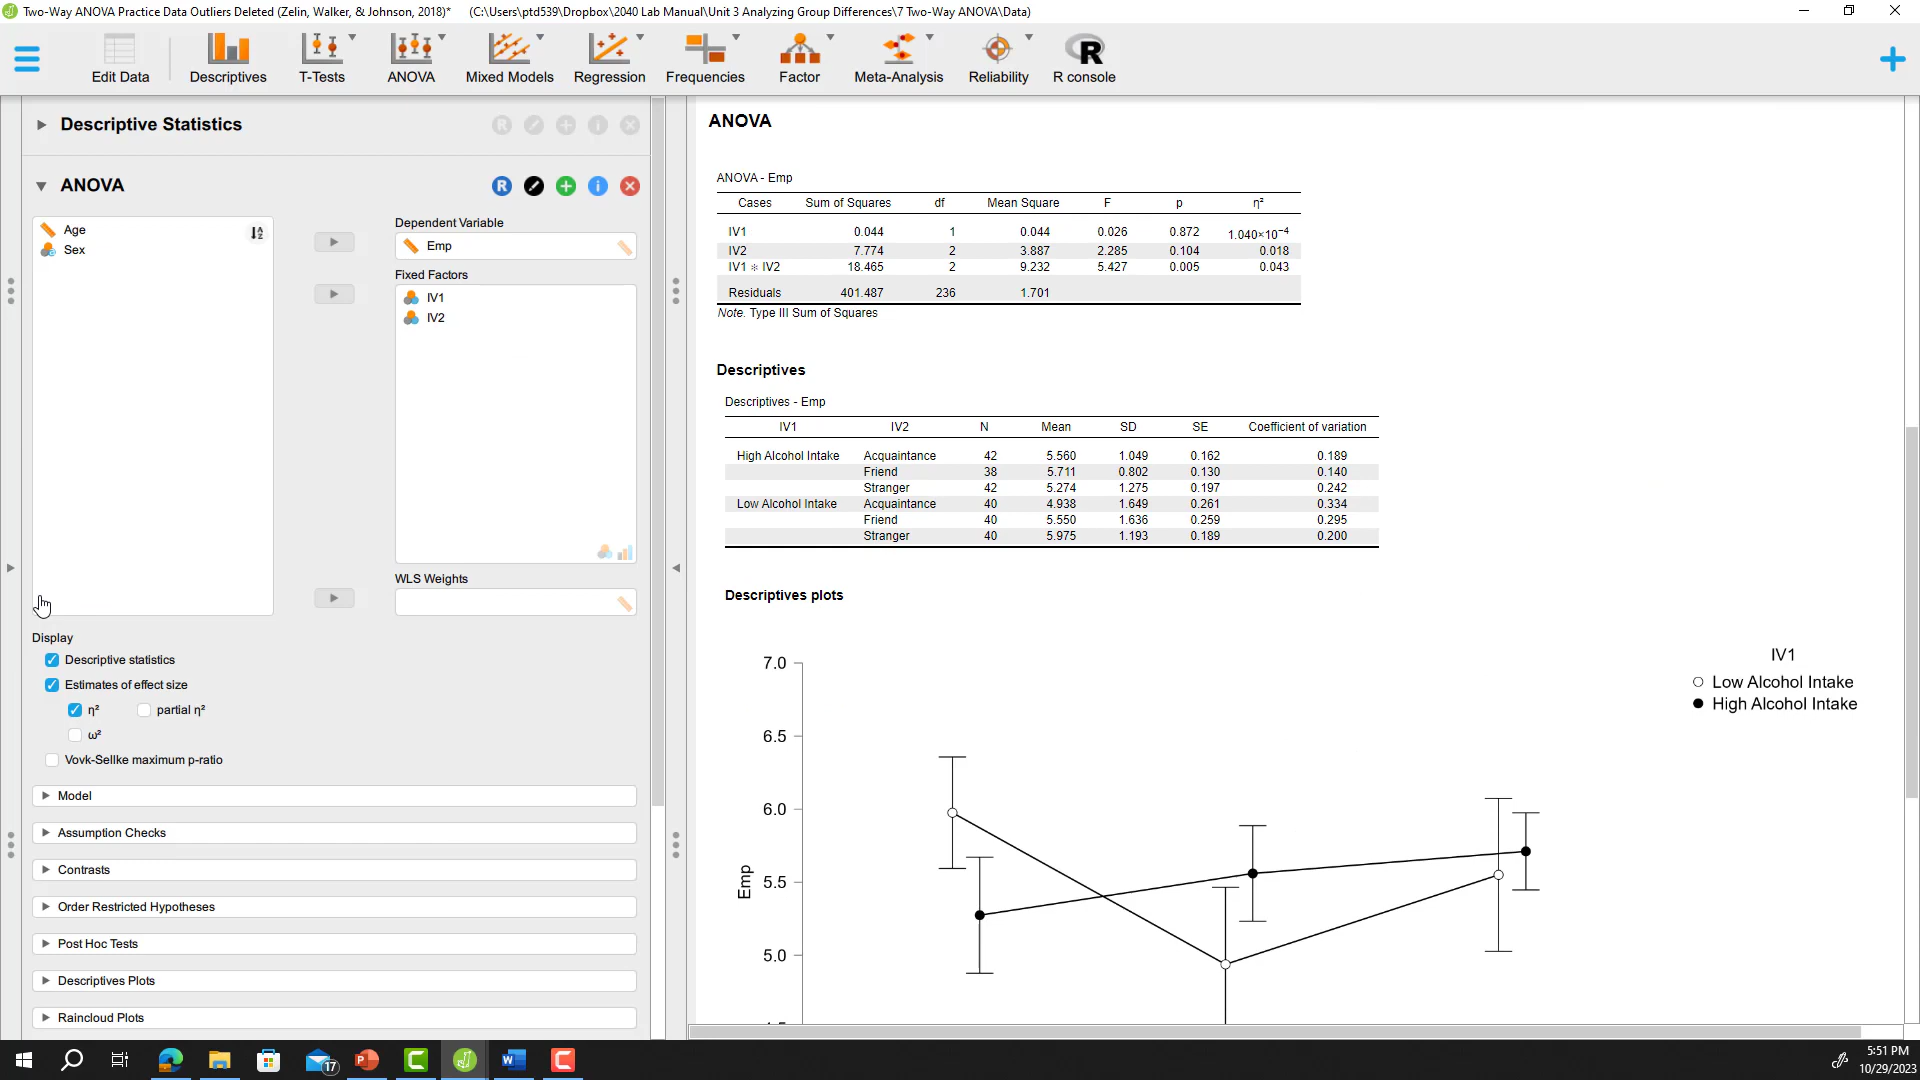 Two-Way ANOVA Practice Data Outliers Deleted (Zelin, Walker, & Johnson, 2018)* (C:\Users\ptd539\Dropbox\2040 Lab Manual\Unit 3 Analyzing Group Differences\7 Two-Way ANOVA\Data)
Edit Data Descriptives T-Tests ANOVA Mixed Models Regression Frequencies Factor Meta-Analysis Reliability R console
Descriptive Statistics
ANOVA
Age
Sex
Dependent Variable
Emp
Fixed Factors
IV1
IV2
WLS Weights
Display
Descriptive statistics
Estimates of effect size
η² partial η²
ω²
Vovk-Sellke maximum p-ratio
Model
Assumption Checks
Contrasts
Order Restricted Hypotheses
Post Hoc Tests
Descriptives Plots
Raincloud Plots
ANOVA
ANOVA - Emp
Cases Sum of Squares df Mean Square F p η²
IV1 0.044 1 0.044 0.026 0.872 1.040×10⁻⁴
IV2 7.774 2 3.887 2.285 0.104 0.018
IV1 ✻ IV2 18.465 2 9.232 5.427 0.005 0.043
Residuals 401.487 236 1.701
Note. Type III Sum of Squares
Descriptives
Descriptives - Emp
IV1 IV2 N Mean SD SE Coefficient of variation
High Alcohol Intake Acquaintance 42 5.560 1.049 0.162 0.189
Friend 38 5.711 0.802 0.130 0.140
Stranger 42 5.274 1.275 0.197 0.242
Low Alcohol Intake Acquaintance 40 4.938 1.649 0.261 0.334
Friend 40 5.550 1.636 0.259 0.295
Stranger 40 5.975 1.193 0.189 0.200
Descriptives plots
7.0
6.5
6.0
5.5
5.0
Emp
IV1
Low Alcohol Intake
High Alcohol Intake
17
5:51 PM
10/29/2023